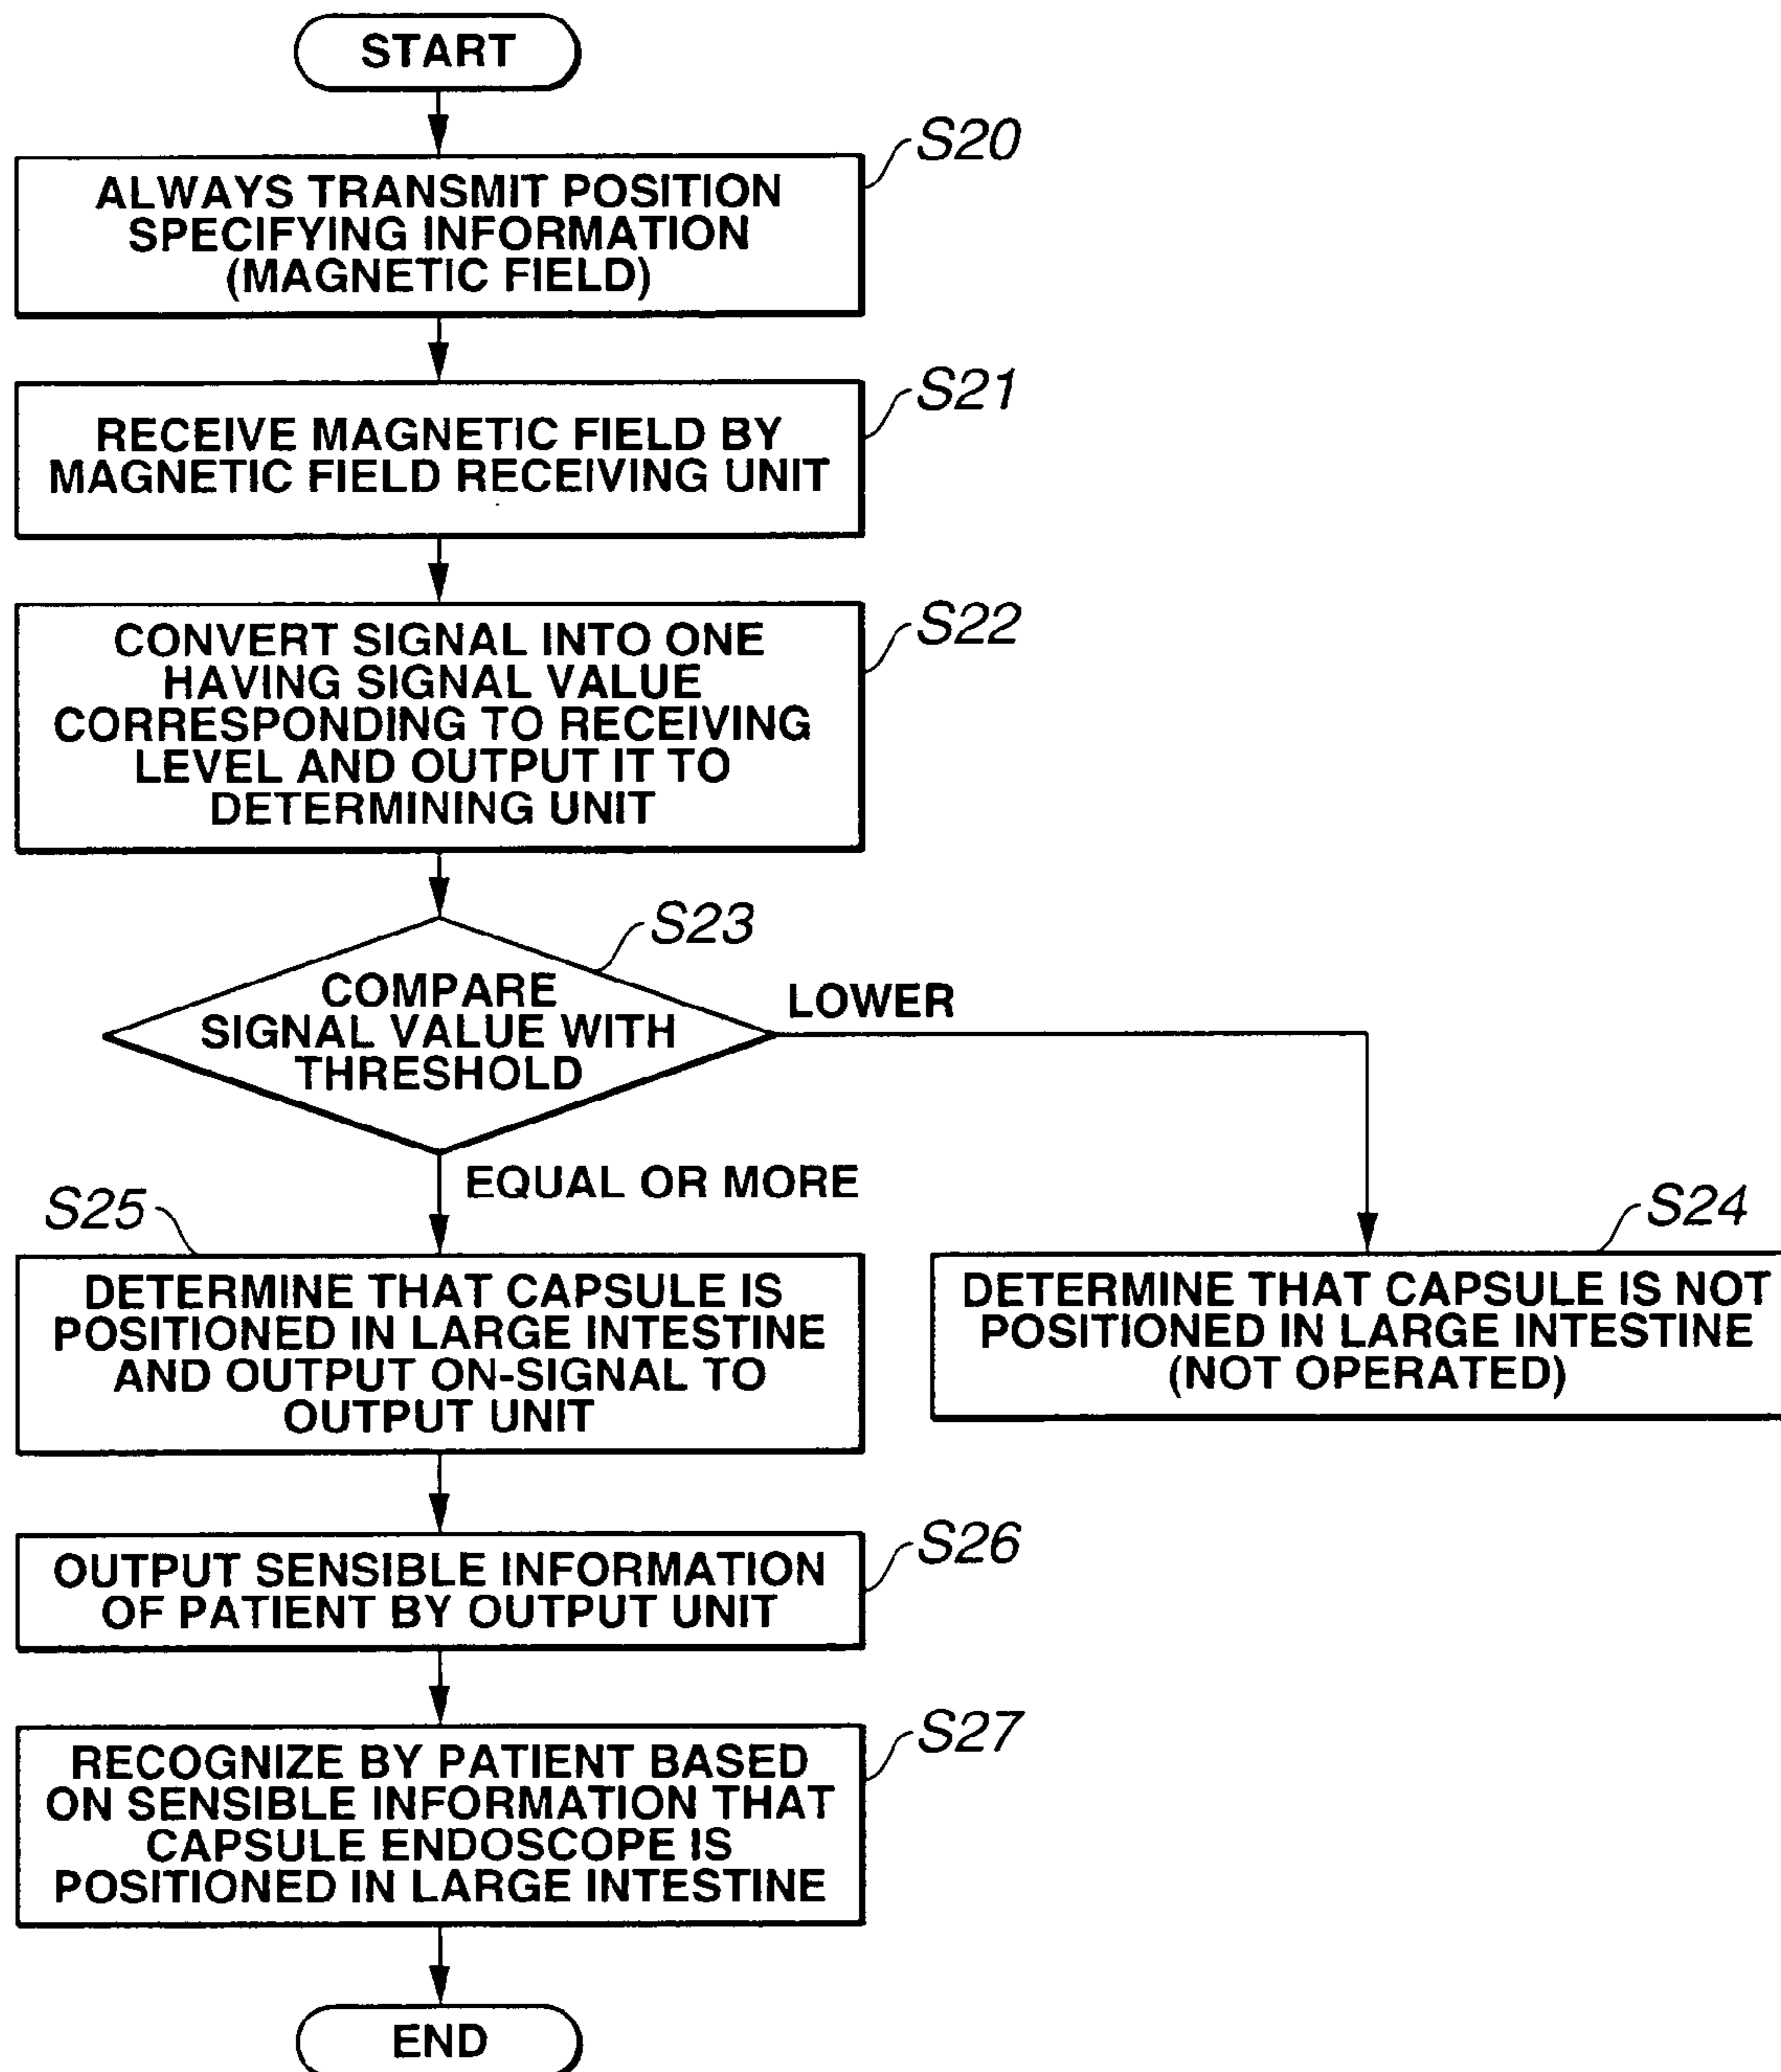 START
S20
ALWAYS TRANSMIT POSITION
SPECIFYING INFORMATION
(MAGNETIC FIELD)
S21
RECEIVE MAGNETIC FIELD BY
MAGNETIC FIELD RECEIVING UNIT
S22
CONVERT SIGNAL INTO ONE
HAVING SIGNAL VALUE
CORRESPONDING TO RECEIVING
LEVEL AND OUTPUT IT TO
DETERMINING UNIT
S23
COMPARE
SIGNAL VALUE WITH
THRESHOLD
LOWER
EQUAL OR MORE
S25
DETERMINE THAT CAPSULE IS
POSITIONED IN LARGE INTESTINE
AND OUTPUT ON-SIGNAL TO
OUTPUT UNIT
S24
DETERMINE THAT CAPSULE IS NOT
POSITIONED IN LARGE INTESTINE
(NOT OPERATED)
S26
OUTPUT SENSIBLE INFORMATION
OF PATIENT BY OUTPUT UNIT
S27
RECOGNIZE BY PATIENT BASED
ON SENSIBLE INFORMATION THAT
CAPSULE ENDOSCOPE IS
POSITIONED IN LARGE INTESTINE
END